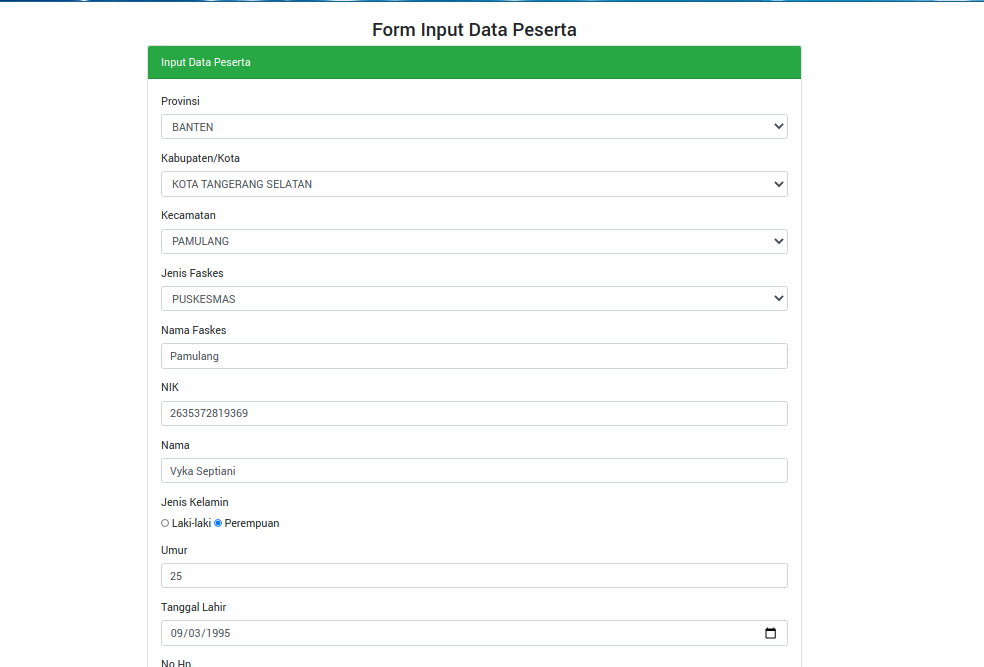 Form Input Data Peserta
Input Data Peserta
Provinsi
BANTEN
Kabupaten/Kota
KOTA TANGERANG SELATAN
Kecamatan
PAMULANG
Jenis Faskes
PUSKESMAS
Nama Faskes
Pamulang
NIK
2635372819369
Nama
Vyka Septiani
Jenis Kelamin
Laki-laki Perempuan
Umur
25
Tanggal Lahir
09/03/1995
No Hp